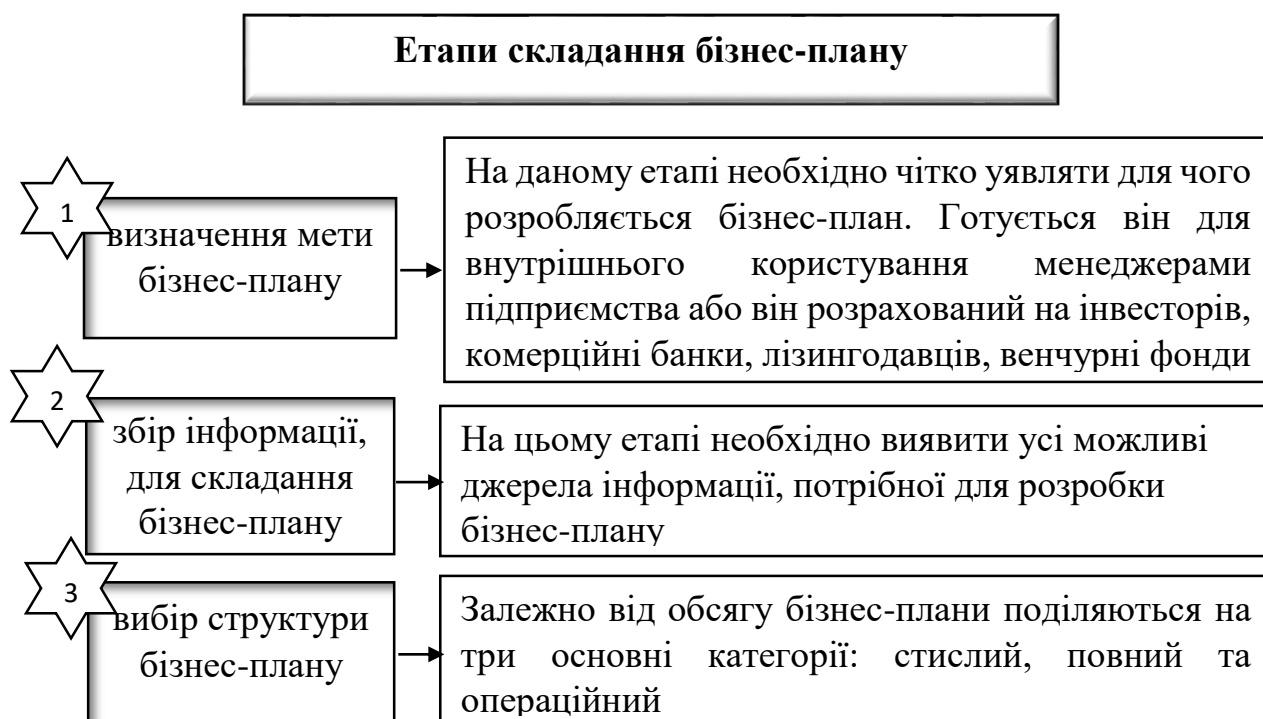 Етапи складання бізнес-плану
1
визначення мети
бізнес-плану
На даному етапі необхідно чітко уявляти для чого
розробляється бізнес-план. Готується він для
внутрішнього користування менеджерами
підприємства або він розрахований на інвесторів,
комерційні банки, лізингодавців, венчурні фонди
2
збір інформації,
для складання
бізнес-плану
На цьому етапі необхідно виявити усі можливі
джерела інформації, потрібної для розробки
бізнес-плану
3
вибір структури
бізнес-плану
Залежно від обсягу бізнес-плани поділяються на
три основні категорії: стислий, повний та
операційний